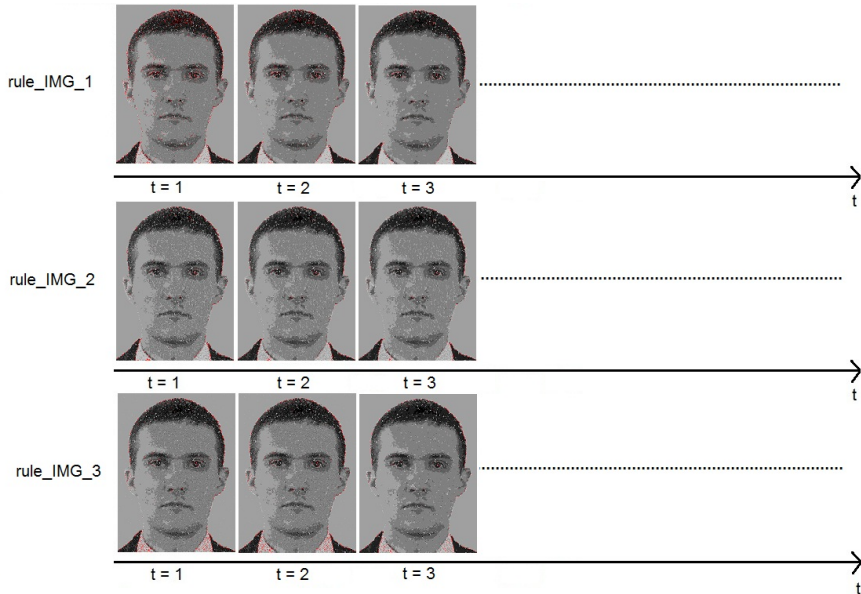 rule_IMG_1
t = 1 t = 2 t = 3
t
rule_IMG_2
t = 1 t = 2 t = 3
t
rule_IMG_3
t = 1 t = 2 t = 3
t